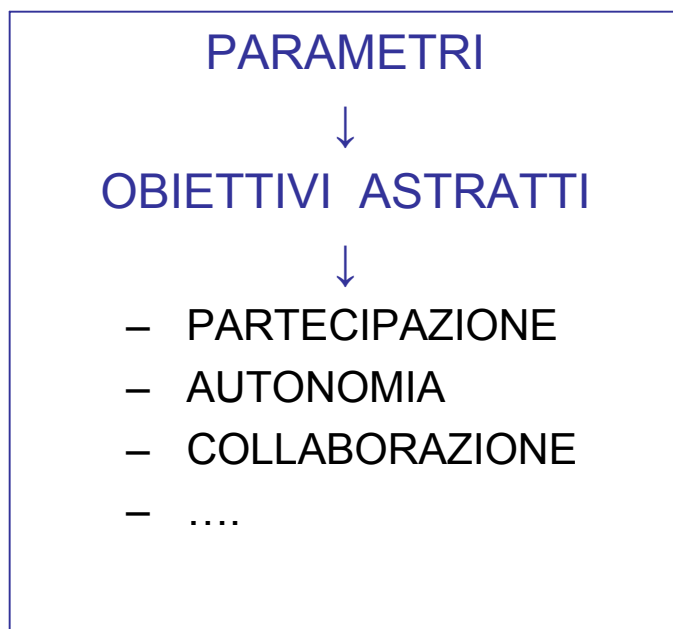 PARAMETRI
↓
OBIETTIVI ASTRATTI
↓
– PARTECIPAZIONE
– AUTONOMIA
– COLLABORAZIONE
– ....